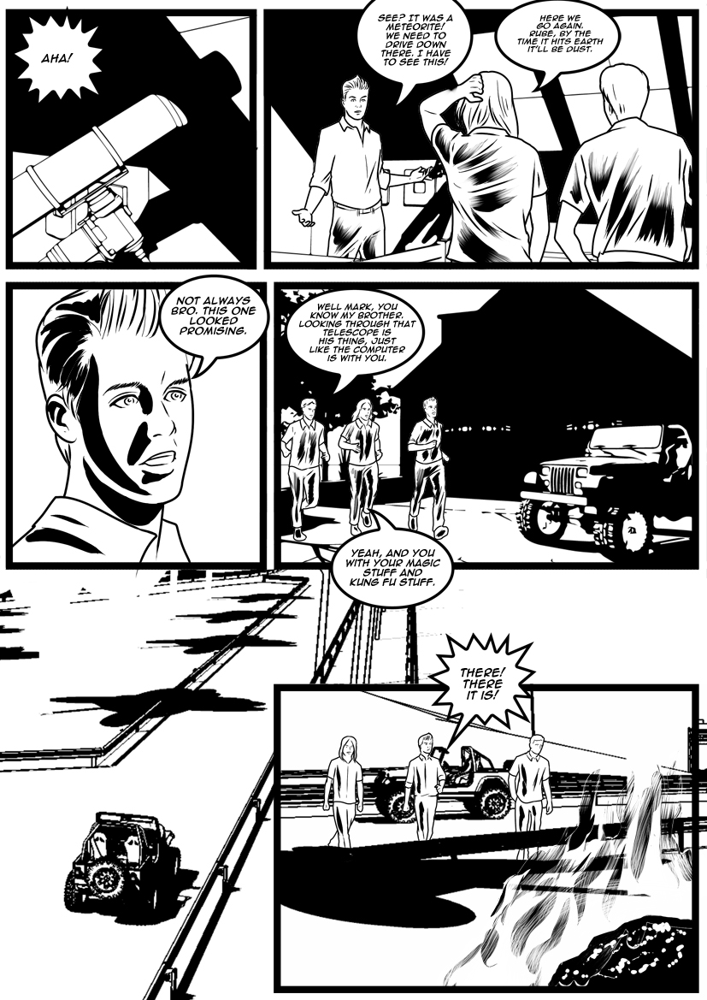 AHA!
SEE? IT WAS A
METEORITE!
WE NEED TO
DRIVE DOWN
THERE. I HAVE
TO SEE THIS!
HERE WE
GO AGAIN.
RUBE, BY THE
TIME IT HITS EARTH
IT'LL BE DUST.
NOT ALWAYS
BRO. THIS ONE
LOOKED
PROMISING.
WELL MARK, YOU
KNOW MY BROTHER.
LOOKING THROUGH THAT
TELESCOPE IS
HIS THING, JUST
LIKE THE COMPUTER
IS WITH YOU.
YEAH, AND YOU
WITH YOUR MAGIC
STUFF AND
KUNG FU STUFF.
THERE!
THERE
IT IS!